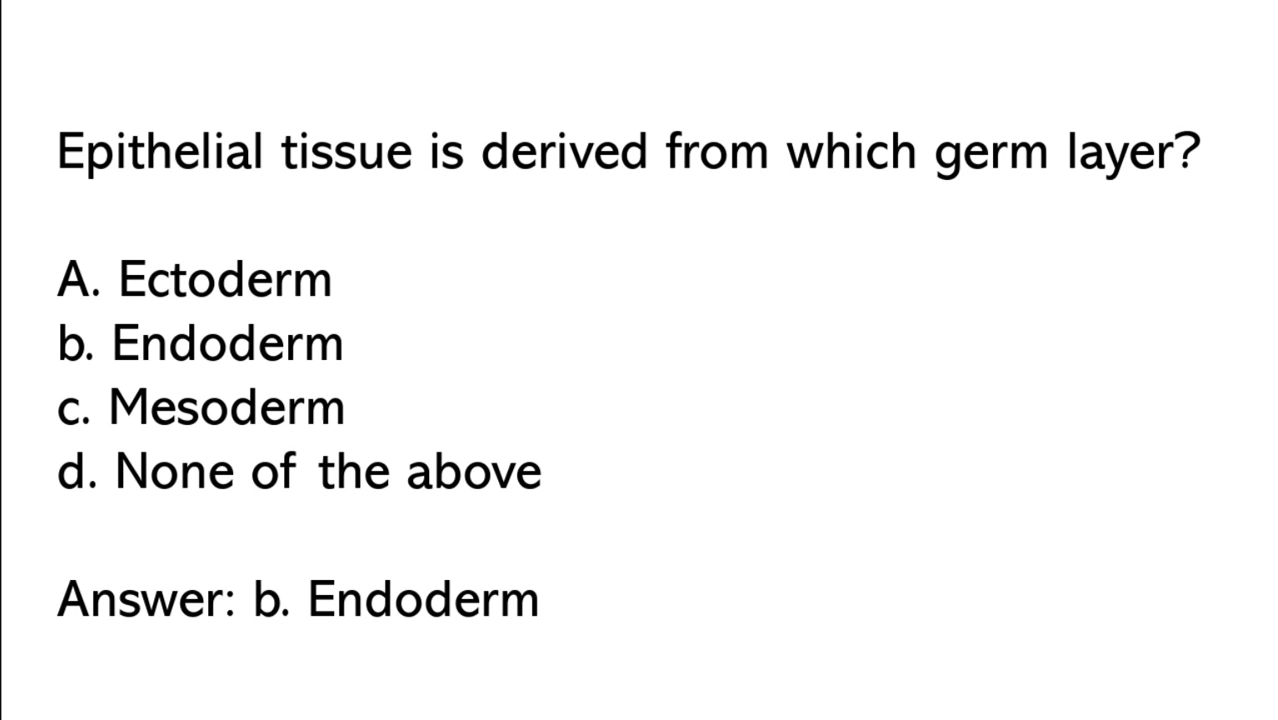 Epithelial tissue is derived from which germ layer?
A. Ectoderm
b. Endoderm
c. Mesoderm
d. None of the above
Answer: b. Endoderm